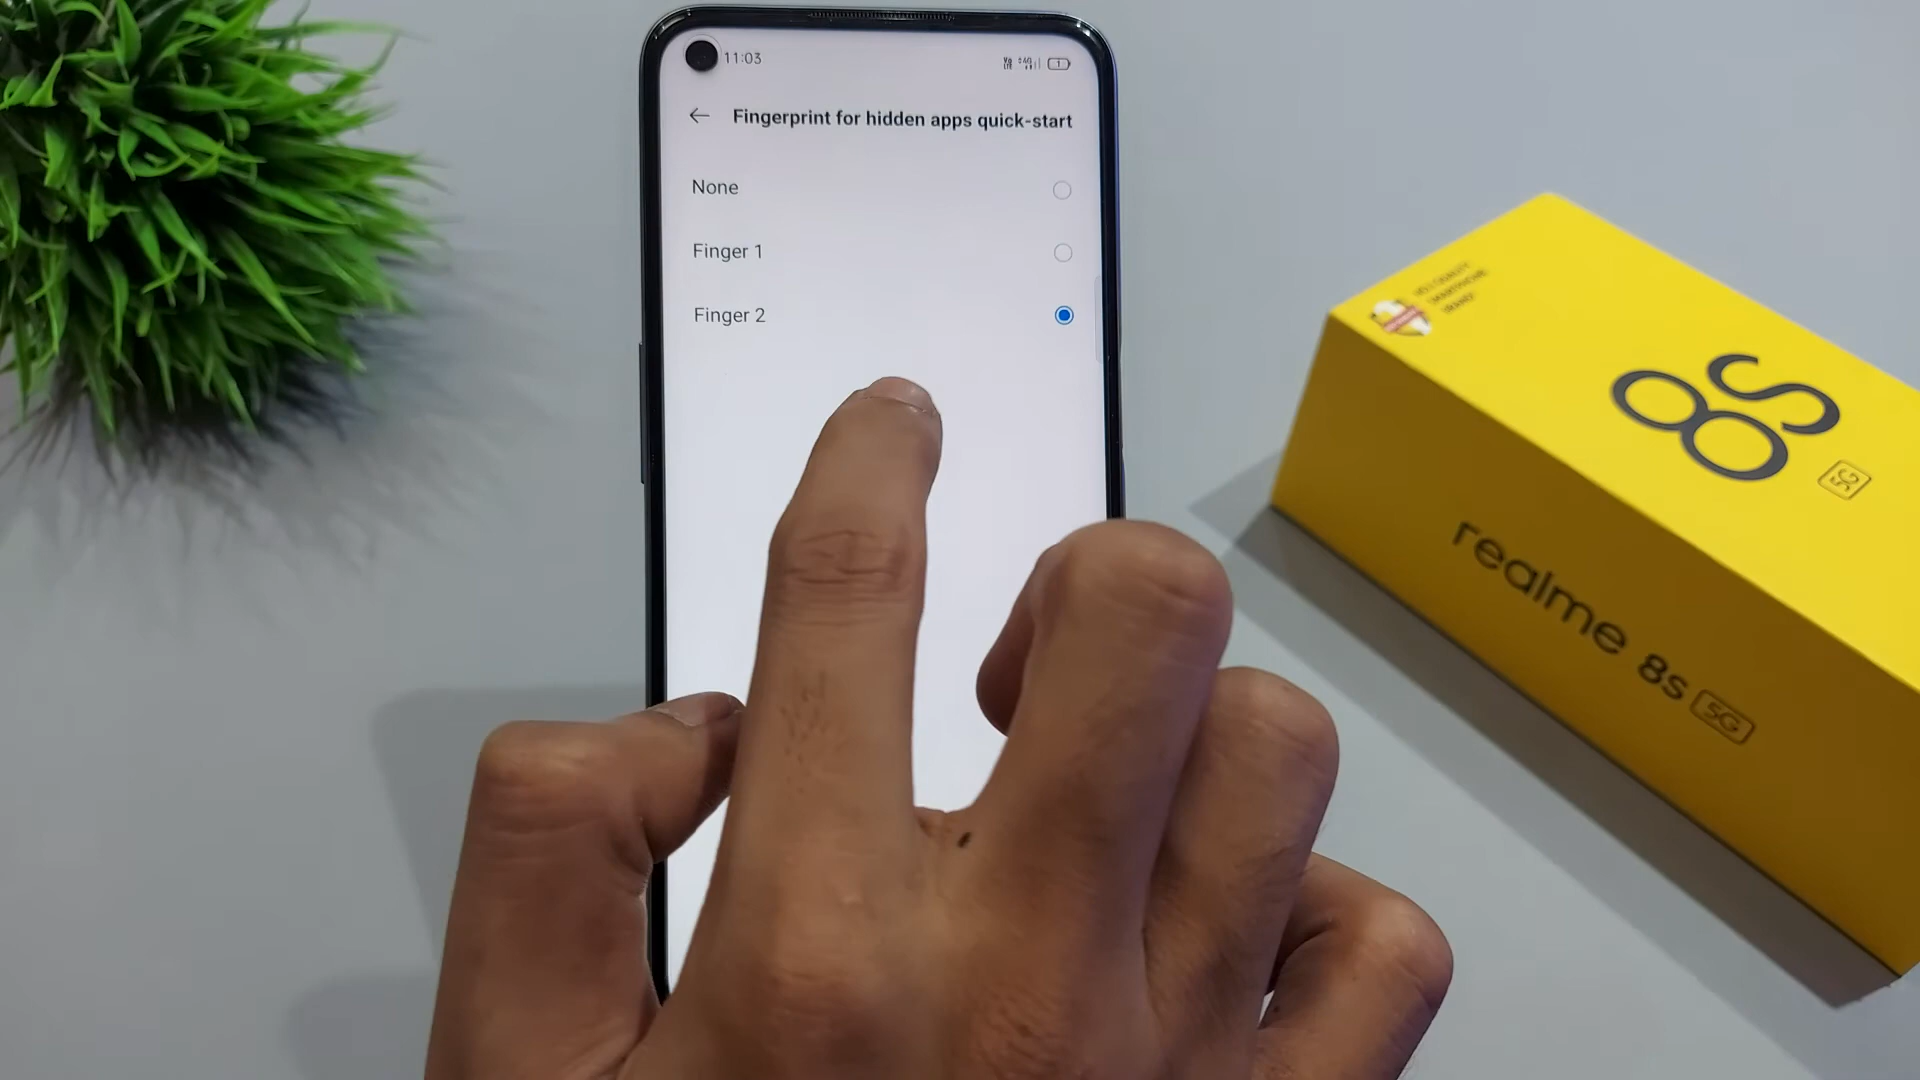 11:03
Fingerprint for hidden apps quick-start
None
Finger 1
Finger 2
8S
5G
realme 8s 5G